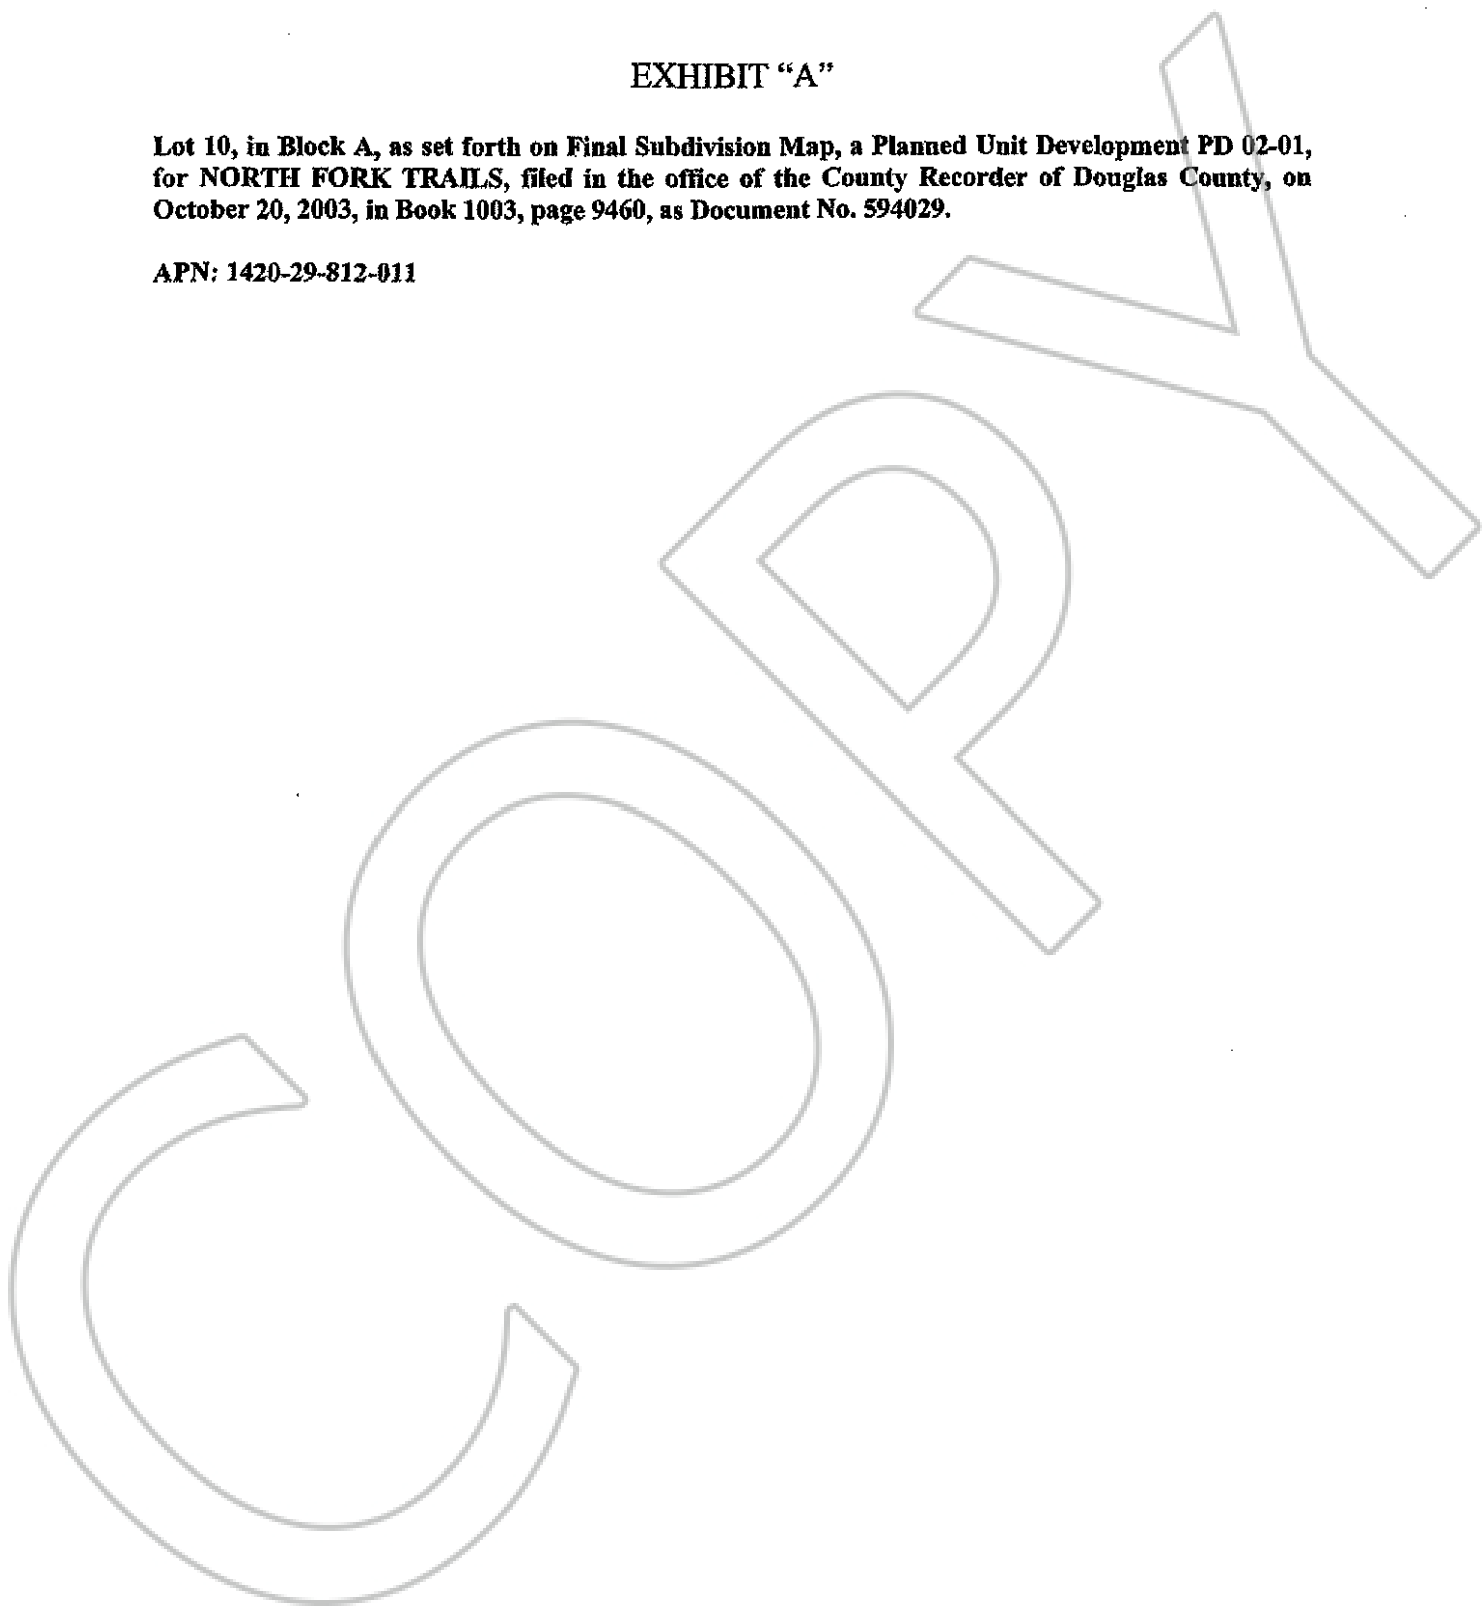 EXHIBIT “A”
Lot 10, in Block A, as set forth on Final Subdivision Map, a Planned Unit Development PD 02-01,
for NORTH FORK TRAILS, filed in the office of the County Recorder of Douglas County, on
October 20, 2003, in Book 1003, page 9460, as Document No. 594029.
APN: 1420-29-812-011
COPY